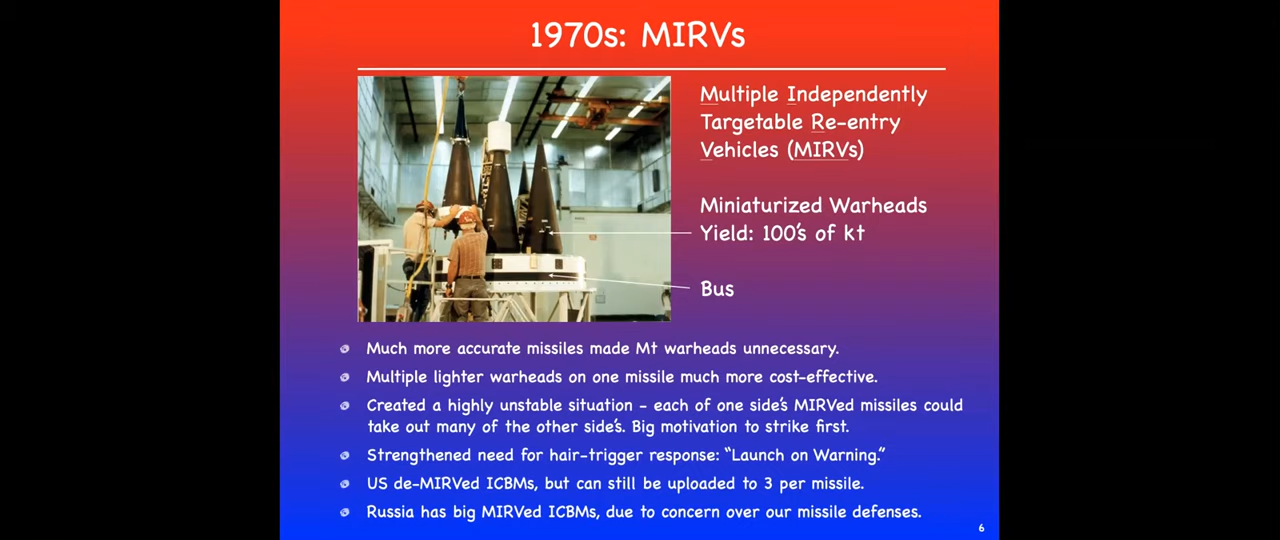 1970s: MIRVs
Multiple Independently
Targetable Re-entry
Vehicles (MIRVs)
Miniaturized Warheads
Yield: 100's of kt
Bus
Much more accurate missiles made Mt warheads unnecessary.
Multiple lighter warheads on one missile much more cost-effective.
Created a highly unstable situation - each of one side's MIRVed missiles could
take out many of the other side's. Big motivation to strike first.
Strengthened need for hair-trigger response: "Launch on Warning."
US de-MIRVed ICBMs, but can still be uploaded to 3 per missile.
Russia has big MIRVed ICBMs, due to concern over our missile defenses.
6